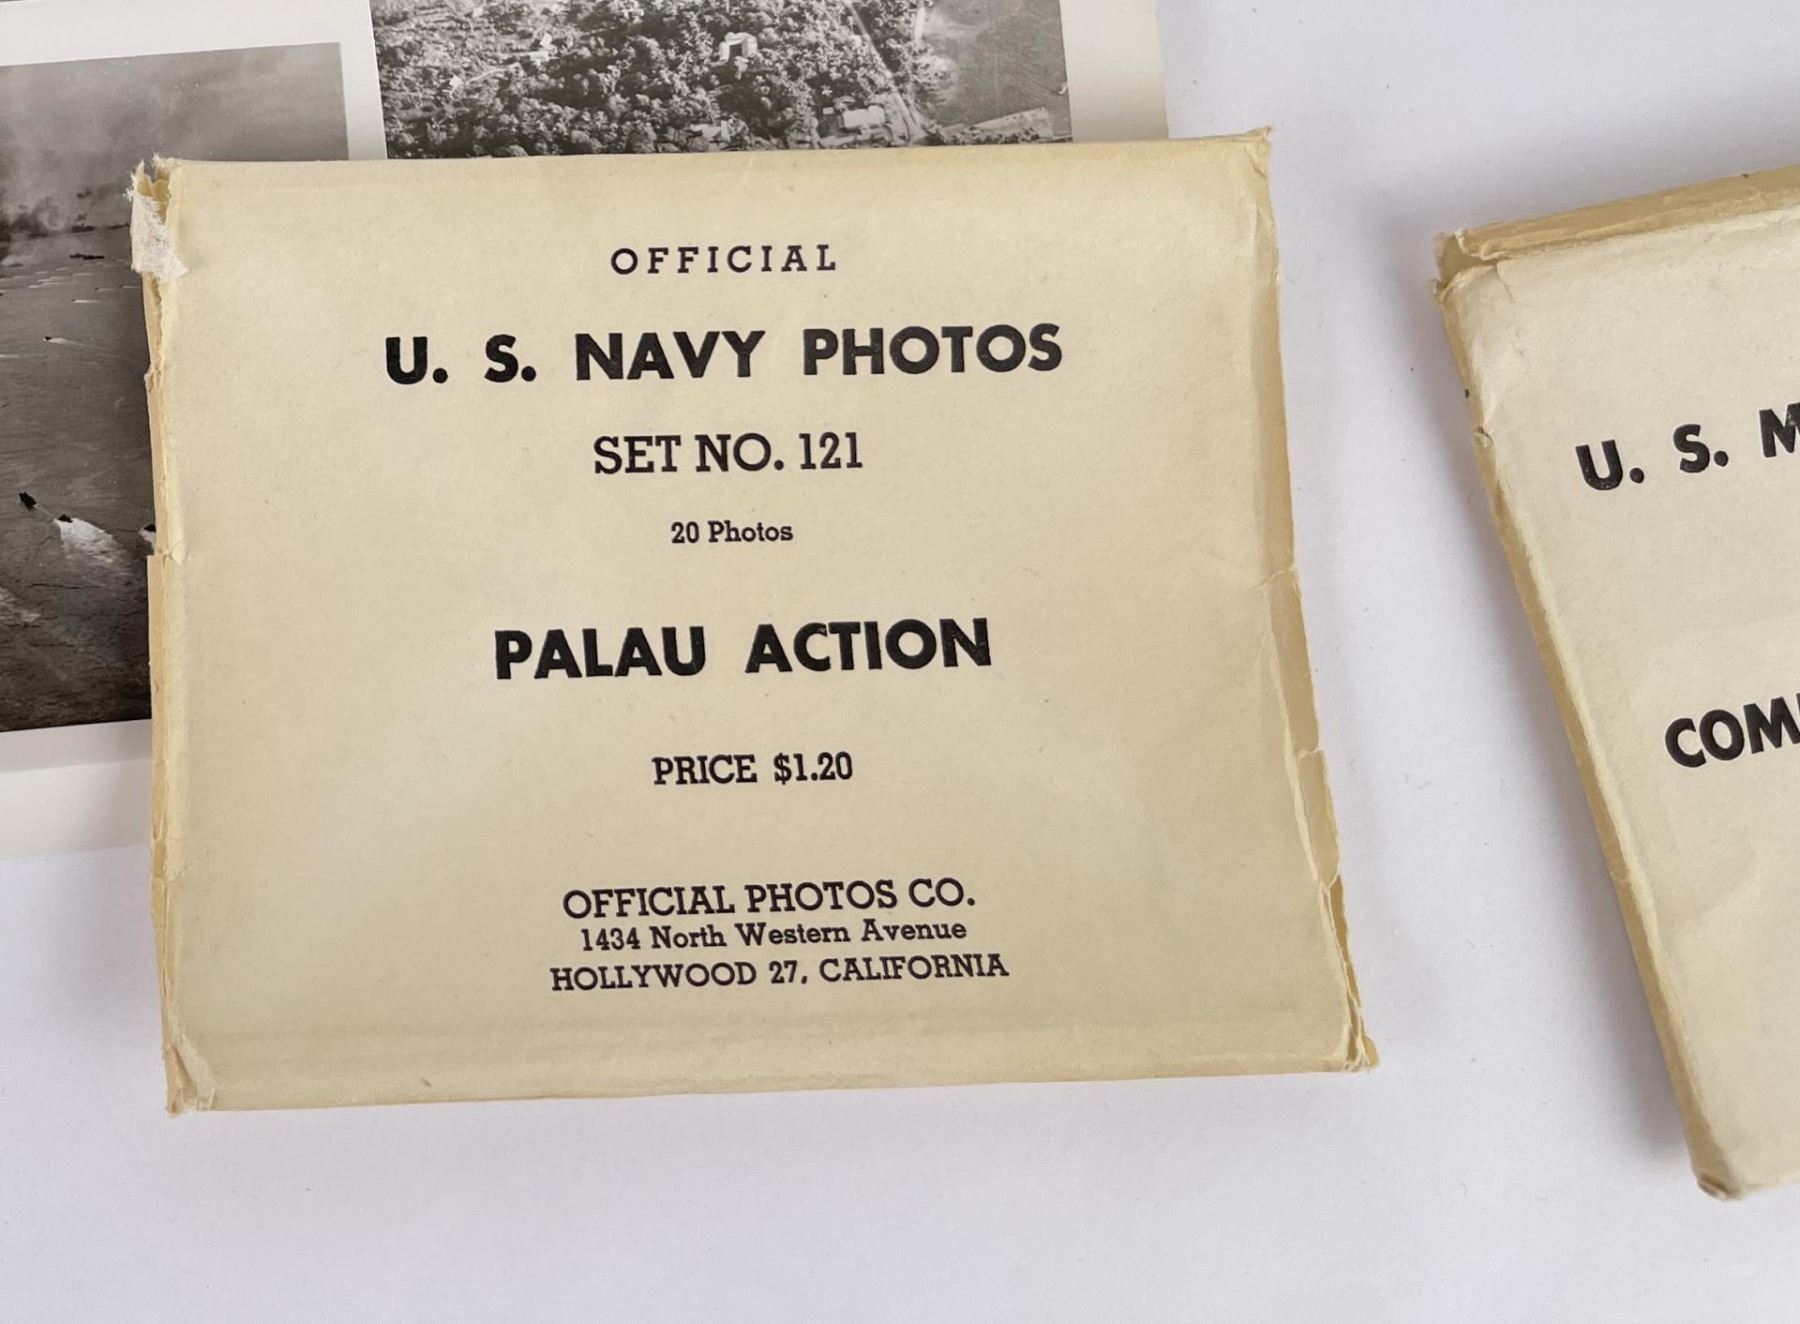 OFFICIAL
U. S. NAVY PHOTOS
SET NO. 121
20 Photos
PALAU ACTION
PRICE $1.20
OFFICIAL PHOTOS CO.
1434 North Western Avenue
HOLLYWOOD 27, CALIFORNIA
U. S.